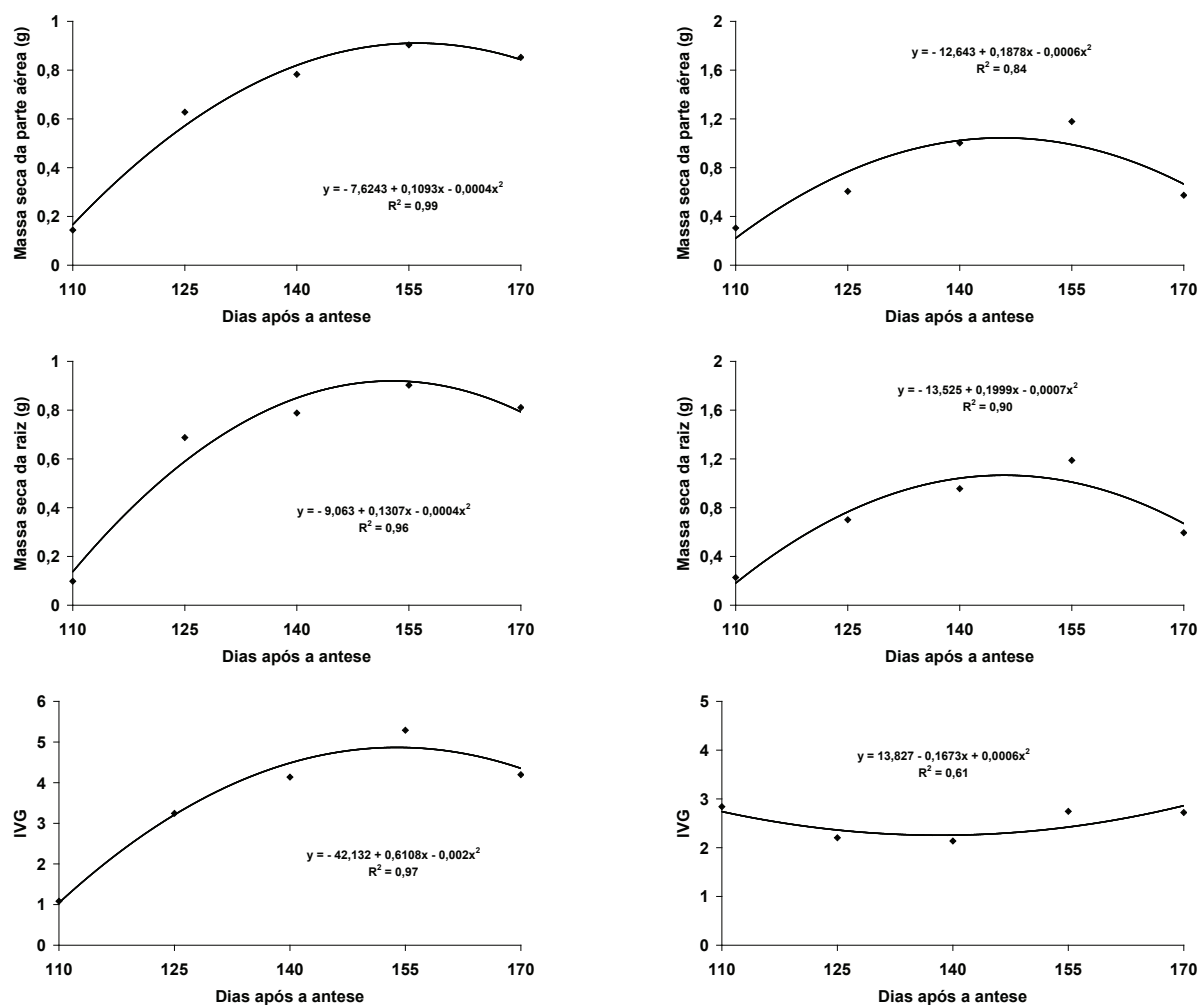 Massa seca da parte aérea (g)
1
0,8
0,6
0,4
0,2
0
y = - 7,6243 + 0,1093x - 0,0004x²
R² = 0,99
110 125 140 155 170
Dias após a antese
Massa seca da parte aérea (g)
2
1,6
1,2
0,8
0,4
0
y = - 12,643 + 0,1878x - 0,0006x²
R² = 0,84
110 125 140 155 170
Dias após a antese
Massa seca da raiz (g)
1
0,8
0,6
0,4
0,2
0
y = - 9,063 + 0,1307x - 0,0004x²
R² = 0,96
110 125 140 155 170
Dias após a antese
Massa seca da raiz (g)
2
1,6
1,2
0,8
0,4
0
y = - 13,525 + 0,1999x - 0,0007x²
R² = 0,90
110 125 140 155 170
Dias após a antese
IVG
6
5
4
3
2
1
0
y = - 42,132 + 0,6108x - 0,002x²
R² = 0,97
110 125 140 155 170
Dias após a antese
IVG
5
4
3
2
1
0
y = 13,827 - 0,1673x + 0,0006x²
R² = 0,61
110 125 140 155 170
Dias após a antese